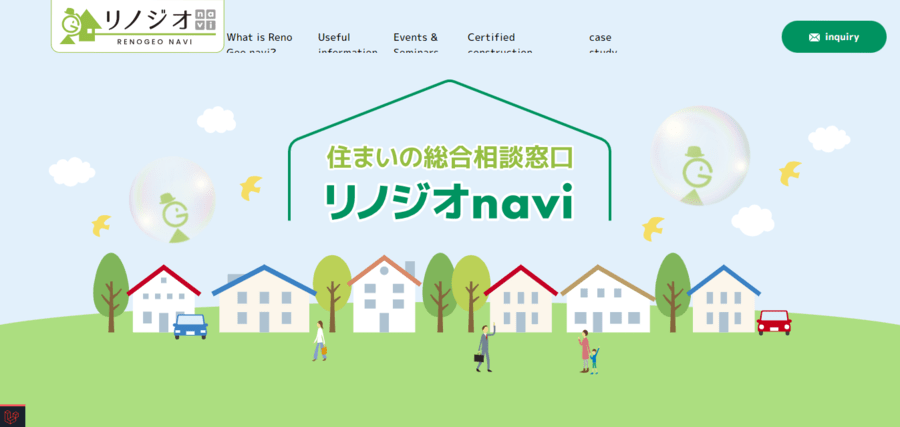 リノジオ navi
RENOGEO NAVI
What is Reno
Geo navi?
Useful
information
Events &
Seminars
Certified
construction
case
study
inquiry
住まいの総合相談窓口
リノジオnavi